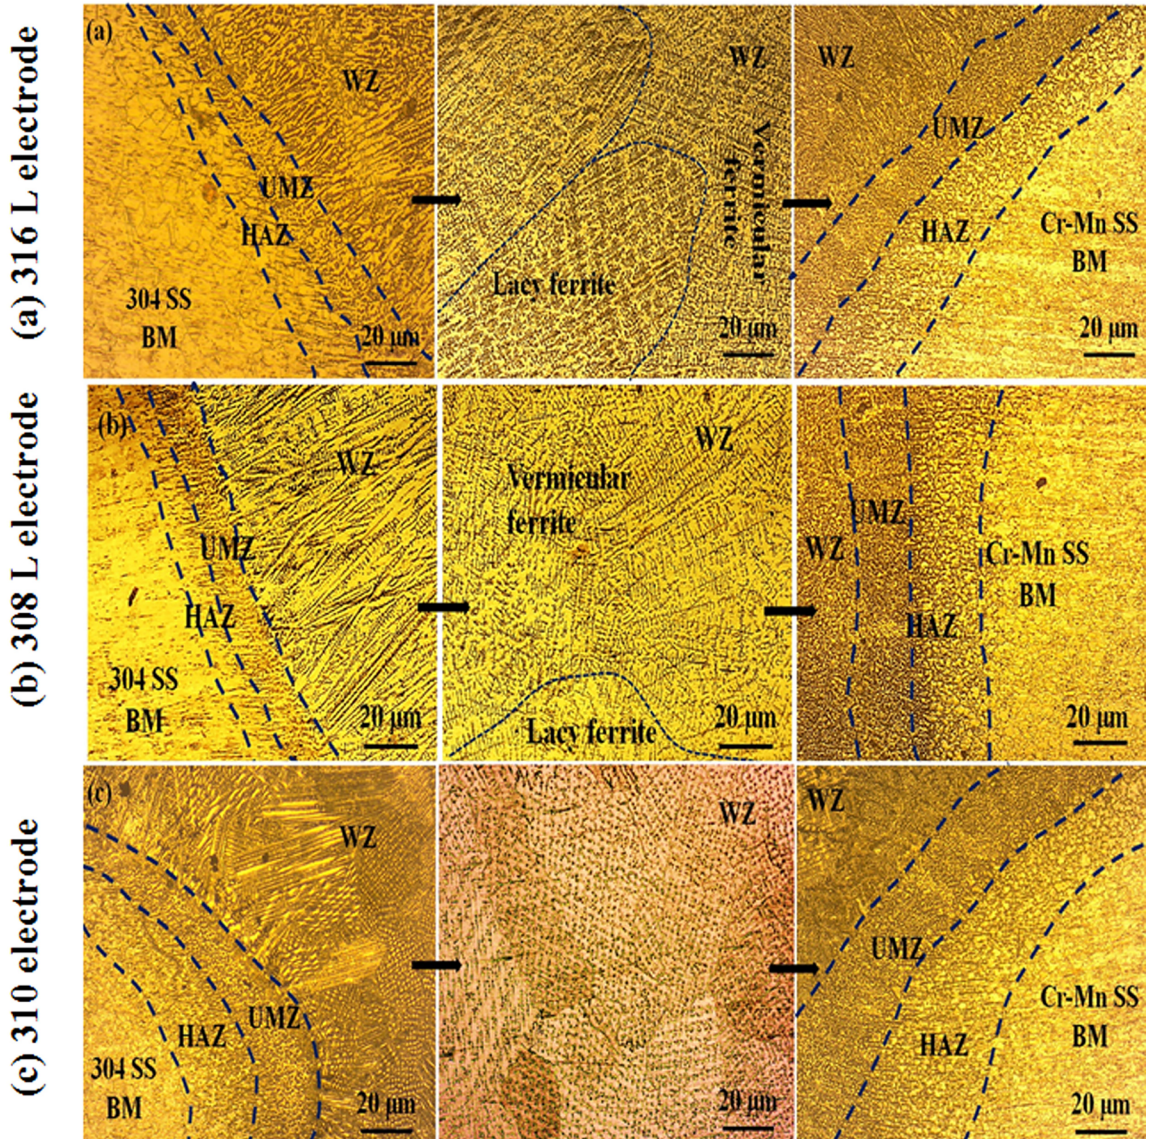 (a) 316 L electrode
(a)
WZ
UMZ
HAZ
304 SS
BM
20 μm
WZ
Vermicular
ferrite
Lacy ferrite
20 μm
WZ
UMZ
HAZ
Cr-Mn SS
BM
20 μm
(b) 308 L electrode
(b)
WZ
UMZ
HAZ
304 SS
BM
20 μm
WZ
Vermicular
ferrite
Lacy ferrite
20 μm
UMZ
WZ
Cr-Mn SS
BM
HAZ
20 μm
(c) 310 electrode
(c)
WZ
UMZ
HAZ
304 SS
BM
20 μm
WZ
20 μm
WZ
UMZ
Cr-Mn SS
BM
HAZ
20 μm